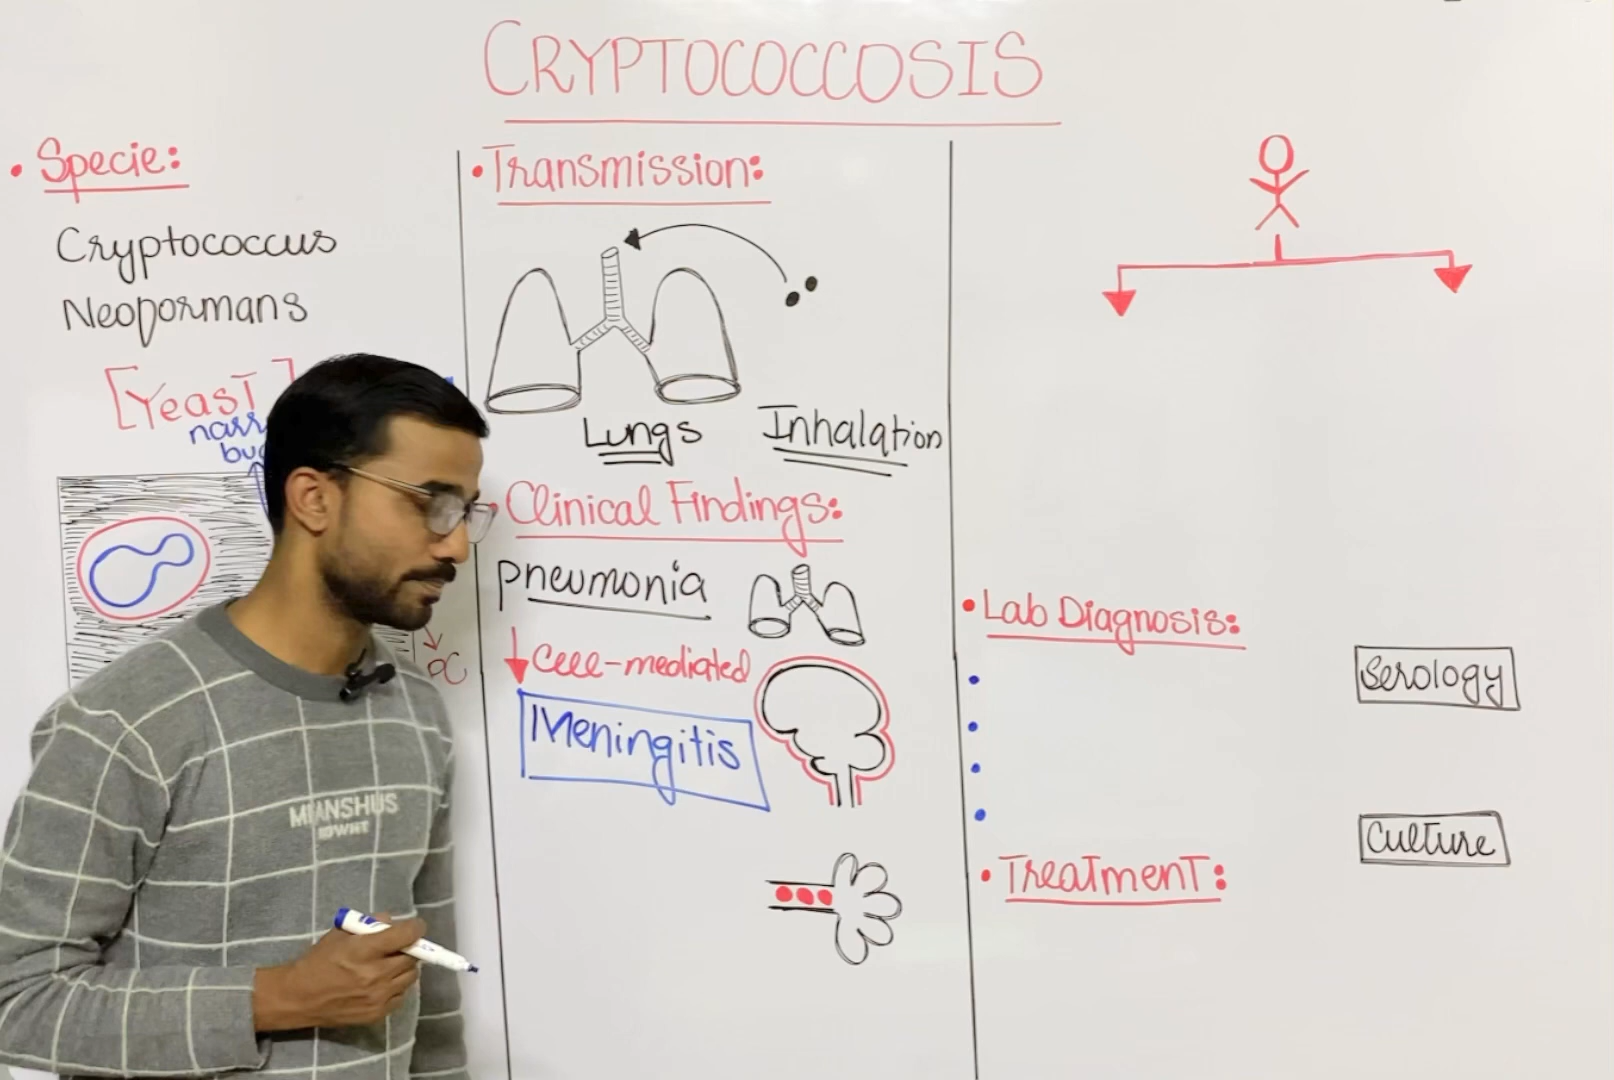 CRYPTOCOCCOSIS
• Specie:
Cryptococcus
Neoformans
[YeasT]
• Transmission:
Lungs
Inhalation
• Clinical Findings:
pneumonia
↓ cell-mediated
Meningitis
• Lab Diagnosis:
Serology
Culture
• TreatmenT: